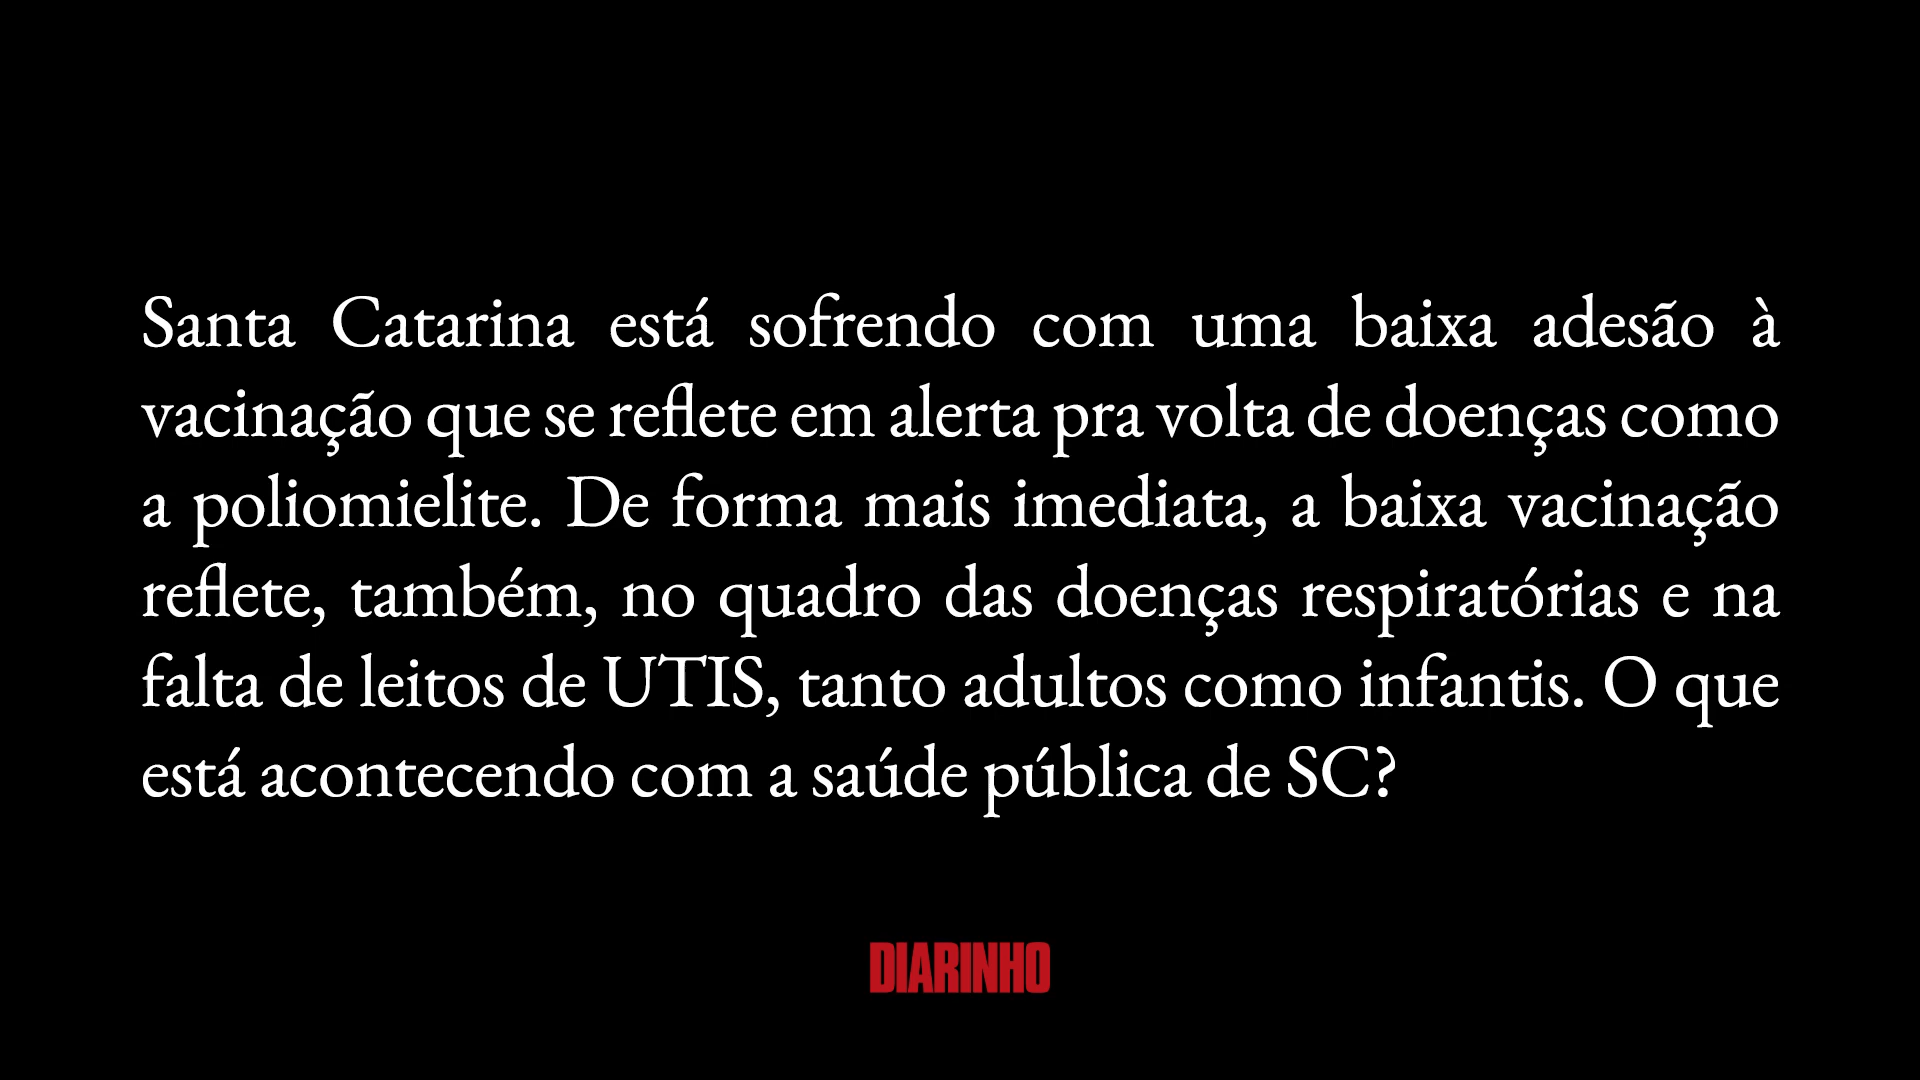 Santa Catarina está sofrendo com uma baixa adesão à
vacinação que se reflete em alerta pra volta de doenças como
a poliomielite. De forma mais imediata, a baixa vacinação
reflete, também, no quadro das doenças respiratórias e na
falta de leitos de UTIS, tanto adultos como infantis. O que
está acontecendo com a saúde pública de SC?
DIARINHO